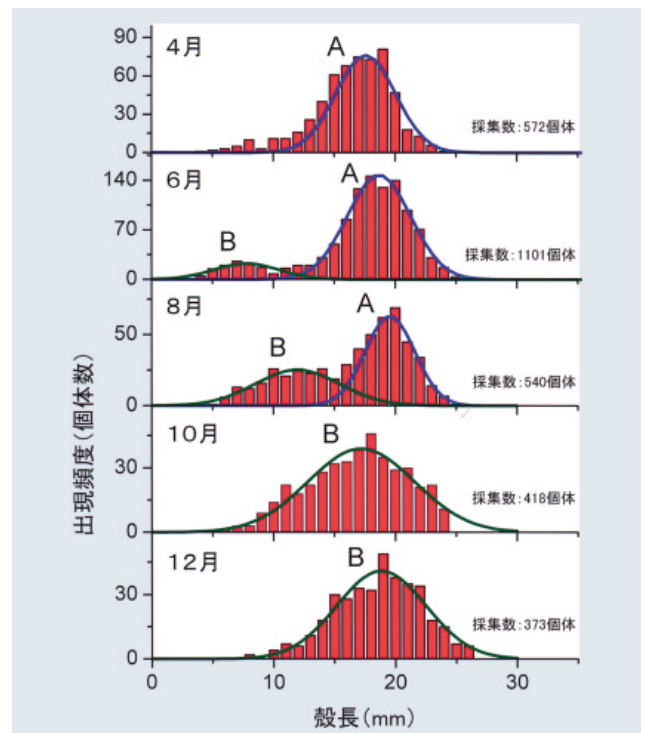 90
60
30
0
4月
A
採集数:572個体
140
70
0
6月
A
B
採集数:1101個体
50
0
8月
A
B
採集数:540個体
30
0
10月
B
採集数:418個体
30
0
12月
B
採集数:373個体
0 10 20 30
殻長(mm)
出現頻度(個体数)